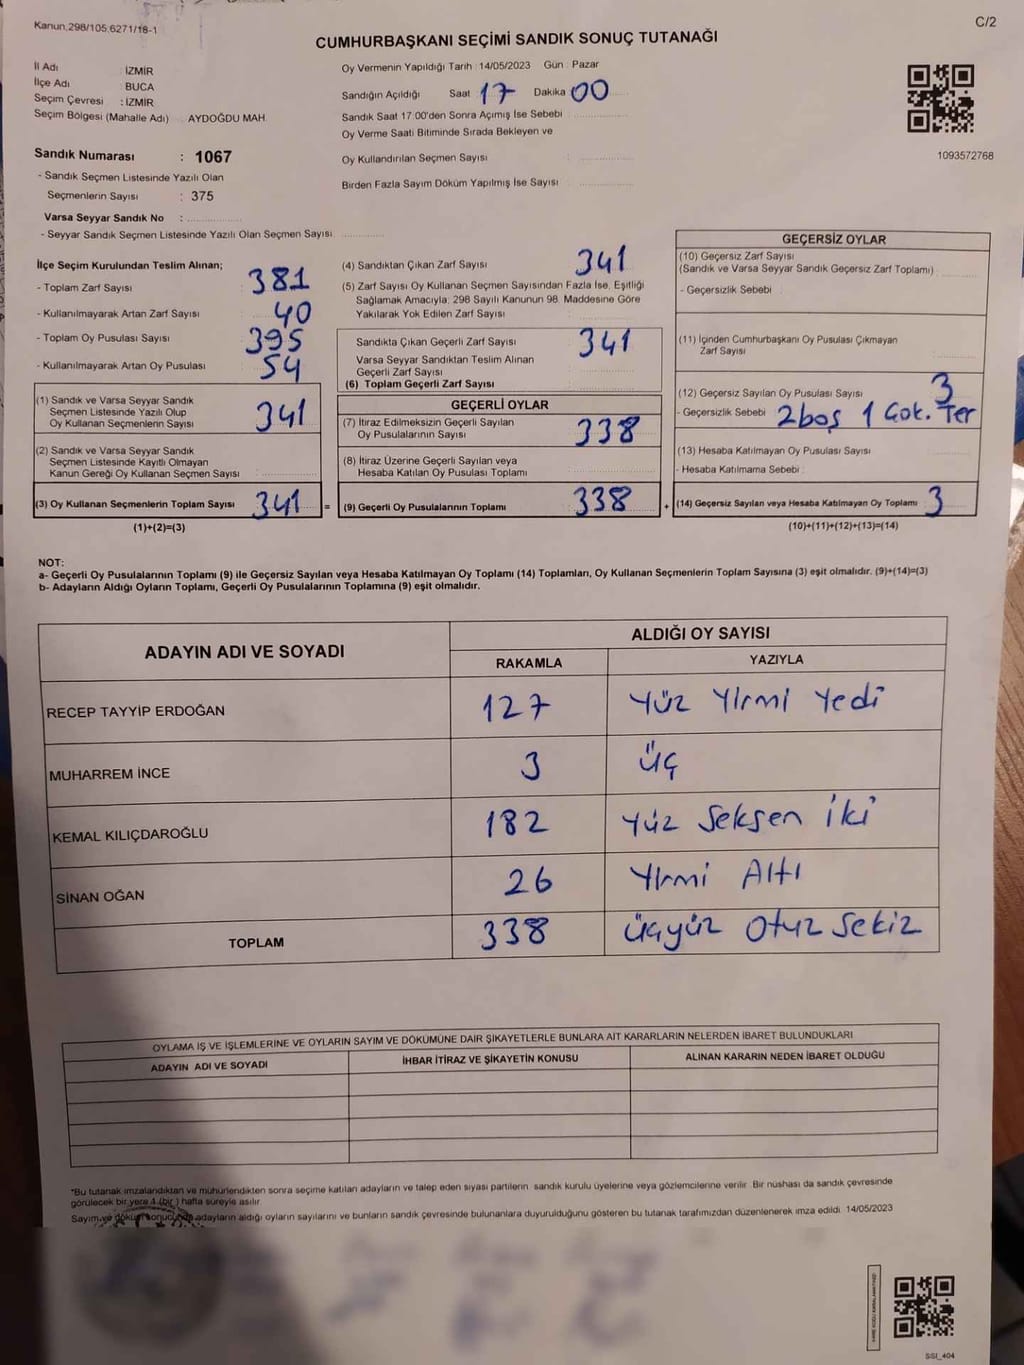 Kanun,298/105,6271/18-1
C/2
CUMHURBAŞKANI SEÇİMİ SANDIK SONUÇ TUTANAĞI
İl Adı : İZMİR
İlçe Adı : BUCA
Seçim Çevresi : İZMİR
Seçim Bölgesi (Mahalle Adı) AYDOĞDU MAH.
Oy Vermenin Yapıldığı Tarih :14/05/2023 Gün : Pazar
Sandığın Açıldığı Saat 17 Dakika 00
Sandık Saat 17:00'den Sonra Açımış İse Sebebi
Oy Verme Saati Bitiminde Sırada Bekleyen ve
Oy Kullandırılan Seçmen Sayısı :
Birden Fazla Sayım Döküm Yapılmış İse Sayısı :
1093572768
Sandık Numarası : 1067
- Sandık Seçmen Listesinde Yazılı Olan
Seçmenlerin Sayısı : 375
Varsa Seyyar Sandık No :
- Seyyar Sandık Seçmen Listesinde Yazılı Olan Seçmen Sayısı:
İlçe Seçim Kurulundan Teslim Alınan;
- Toplam Zarf Sayısı 381
- Kullanılmayarak Artan Zarf Sayısı 40
- Toplam Oy Pusulası Sayısı 395
- Kullanılmayarak Artan Oy Pusulası 54
(1) Sandık ve Varsa Seyyar Sandık
Seçmen Listesinde Yazılı Olup
Oy Kullanan Seçmenlerin Sayısı 341
(2) Sandık ve Varsa Seyyar Sandık
Seçmen Listesinde Kayıtlı Olmayan
Kanun Gereği Oy Kullanan Seçmen Sayısı
(3) Oy Kullanan Seçmenlerin Toplam Sayısı 341 =
(1)+(2)=(3)
(4) Sandıktan Çıkan Zarf Sayısı 341
(5) Zarf Sayısı Oy Kullanan Seçmen Sayısından Fazla İse, Eşitliği
Sağlamak Amacıyla; 298 Sayılı Kanunun 98. Maddesine Göre
Yakılarak Yok Edilen Zarf Sayısı
Sandıkta Çıkan Geçerli Zarf Sayısı 341
Varsa Seyyar Sandıktan Teslim Alınan
Geçerli Zarf Sayısı
(6) Toplam Geçerli Zarf Sayısı
GEÇERLİ OYLAR
(7) İtiraz Edilmeksizin Geçerli Sayılan
Oy Pusulalarının Sayısı 338
(8) İtiraz Üzerine Geçerli Sayılan veya
Hesaba Katılan Oy Pusulası Toplamı
(9) Geçerli Oy Pusulalarının Toplamı 338 +
GEÇERSİZ OYLAR
(10) Geçersiz Zarf Sayısı
(Sandık ve Varsa Seyyar Sandık Geçersiz Zarf Toplamı)
- Geçersizlik Sebebi :
(11) İçinden Cumhurbaşkanı Oy Pusulası Çıkmayan
Zarf Sayısı
(12) Geçersiz Sayılan Oy Pusulası Sayısı 3
- Geçersizlik Sebebi 2 boş 1 Çok. Ter
(13) Hesaba Katılmayan Oy Pusulası Sayısı
- Hesaba Katılmama Sebebi :
(14) Geçersiz Sayılan veya Hesaba Katılmayan Oy Toplamı 3
(10)+(11)+(12)+(13)=(14)
NOT:
a- Geçerli Oy Pusulalarının Toplamı (9) ile Geçersiz Sayılan veya Hesaba Katılmayan Oy Toplamı (14) Toplamları, Oy Kullanan Seçmenlerin Toplam Sayısına (3) eşit olmalıdır. (9)+(14)=(3)
b- Adayların Aldığı Oyların Toplamı, Geçerli Oy Pusulalarının Toplamına (9) eşit olmalıdır.
ADAYIN ADI VE SOYADI
ALDIĞI OY SAYISI
RAKAMLA YAZIYLA
RECEP TAYYİP ERDOĞAN 127 Yüz Yirmi Yedi
MUHARREM İNCE 3 Üç
KEMAL KILIÇDAROĞLU 182 Yüz Seksen iki
SİNAN OĞAN 26 Yirmi Altı
TOPLAM 338 Üçyüz Otuz Sekiz
OYLAMA İŞ VE İŞLEMLERİNE VE OYLARIN SAYIM VE DÖKÜMÜNE DAİR ŞİKAYETLERLE BUNLARA AİT KARARLARIN NELERDEN İBARET BULUNDUKLARI
ADAYIN ADI VE SOYADI İHBAR İTİRAZ VE ŞİKAYETİN KONUSU ALINAN KARARIN NEDEN İBARET OLDUĞU
*Bu tutanak imzalandıktan ve mühürlendikten sonra seçime katılan adayların ve talep eden siyasi partilerin sandık kurulu üyelerine veya gözlemcilerine verilir. Bir nüshası da sandık çevresinde
görülecek bir yere 1 (bir ) hafta süreyle asılır.
Sayım ve döküm sonucunda adayların aldığı oyların sayılarını ve bunların sandık çevresinde bulunanlara duyurulduğunu gösteren bu tutanak tarafımızdan düzenlenerek imza edildi. 14/05/2023
SSI_404